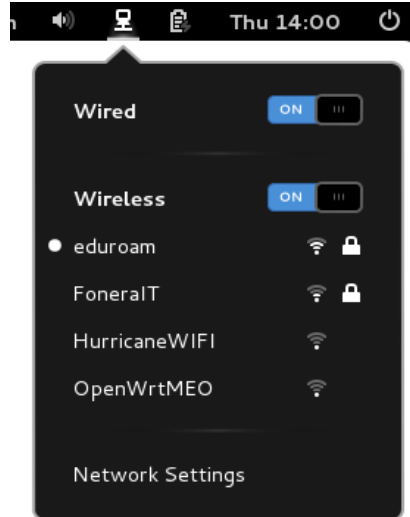 Thu 14:00
Wired ON
Wireless ON
eduroam
FoneraIT
HurricaneWIFI
OpenWrtMEO
Network Settings